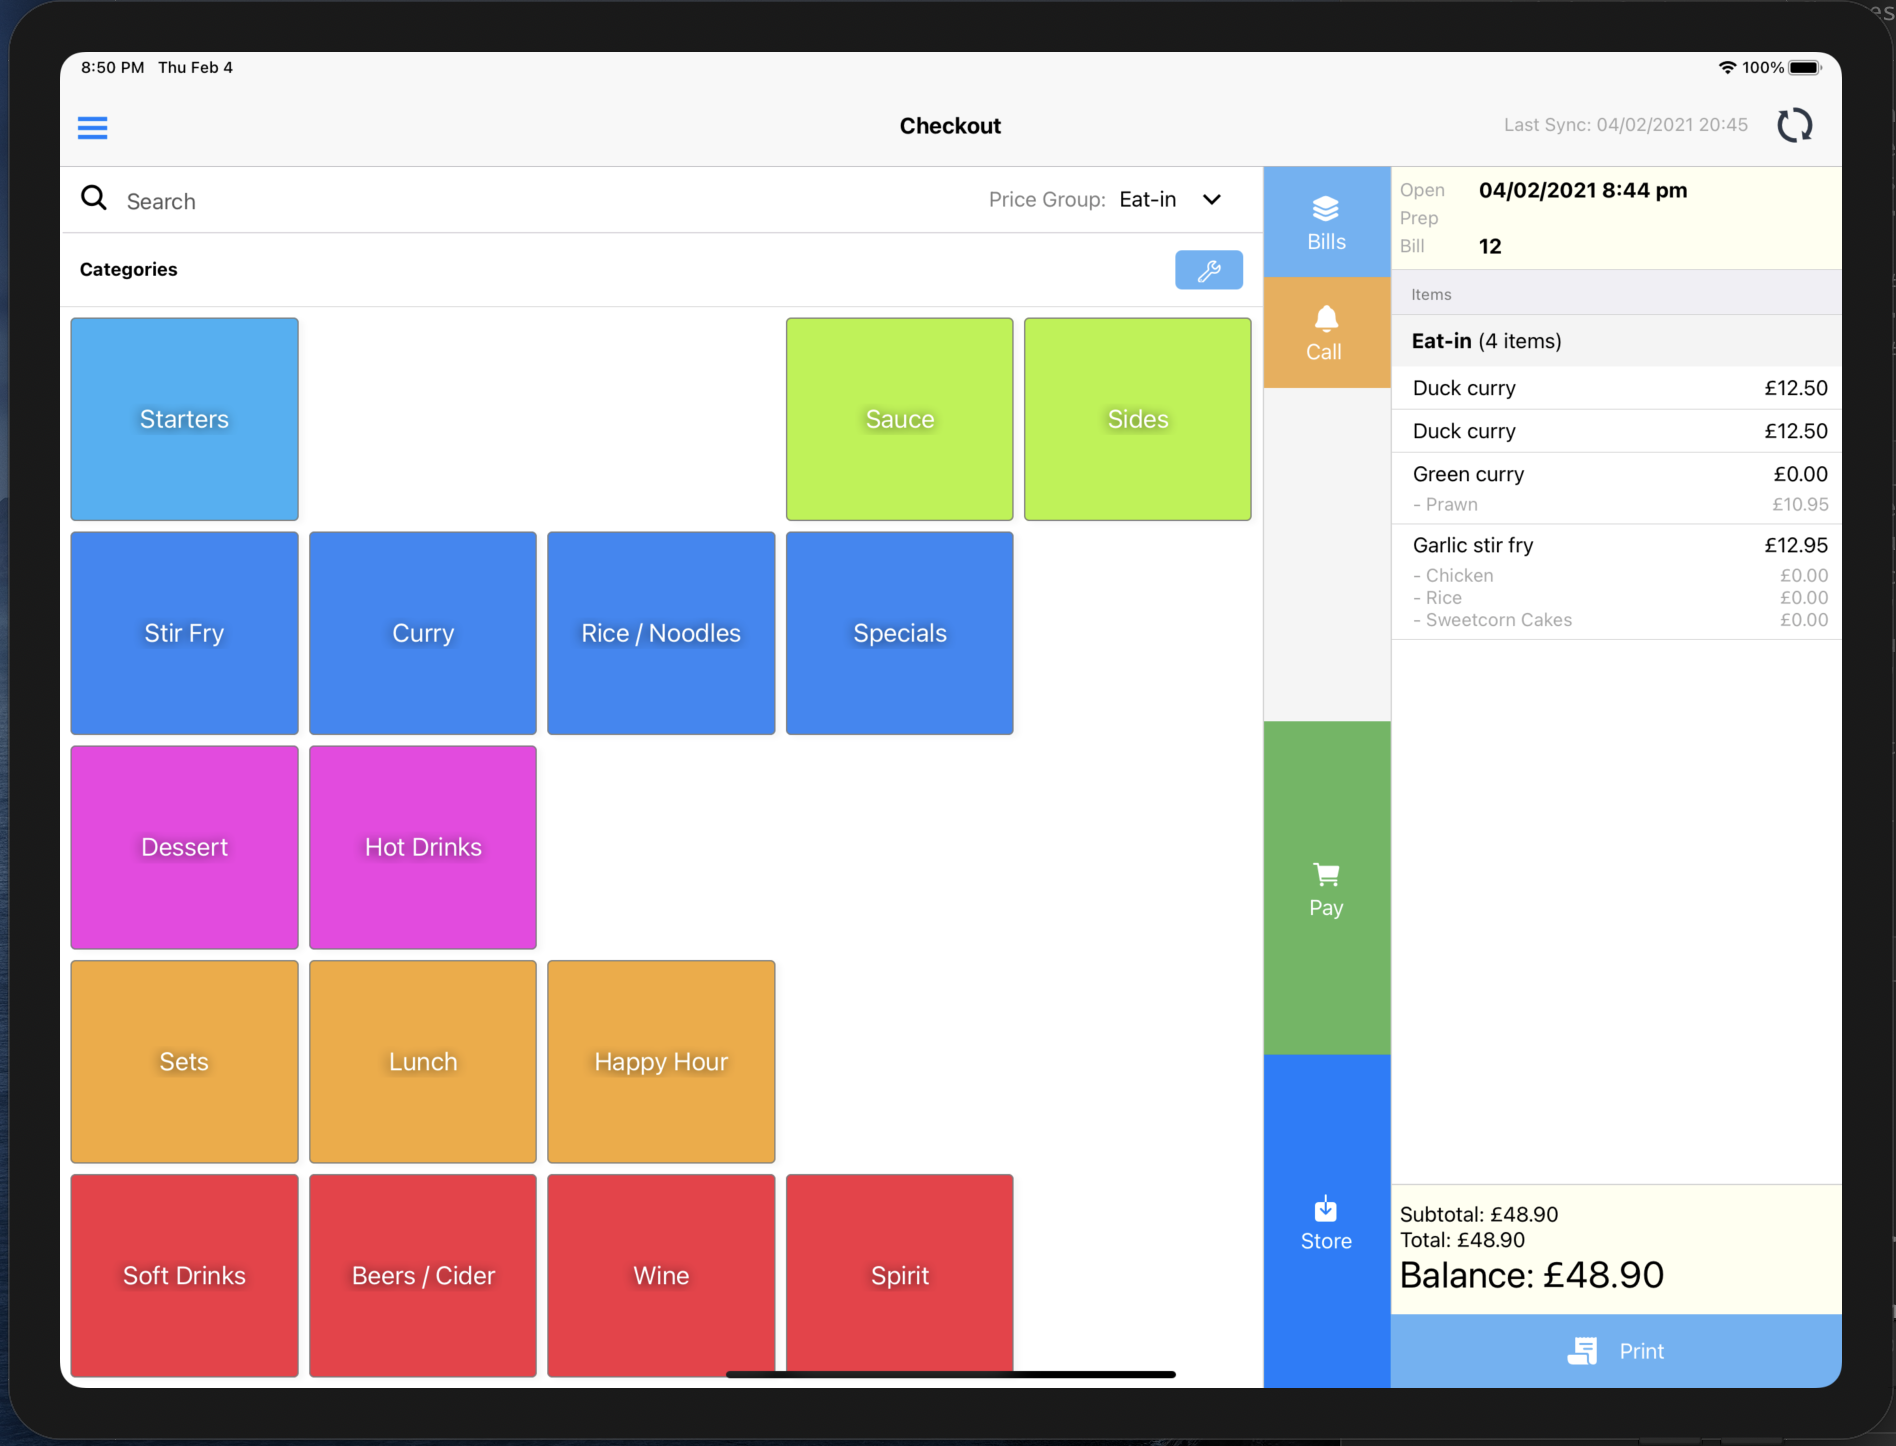 8:50 PM Thu Feb 4
100%
Checkout
Last Sync: 04/02/2021 20:45
Search
Price Group: Eat-in
Categories
Starters
Sauce
Sides
Stir Fry
Curry
Rice / Noodles
Specials
Dessert
Hot Drinks
Sets
Lunch
Happy Hour
Soft Drinks
Beers / Cider
Wine
Spirit
Bills
Call
Pay
Store
Open 04/02/2021 8:44 pm
Prep
Bill 12
Items
Eat-in (4 items)
Duck curry £12.50
Duck curry £12.50
Green curry £0.00
- Prawn £10.95
Garlic stir fry £12.95
- Chicken £0.00
- Rice £0.00
- Sweetcorn Cakes £0.00
Subtotal: £48.90
Total: £48.90
Balance: £48.90
Print